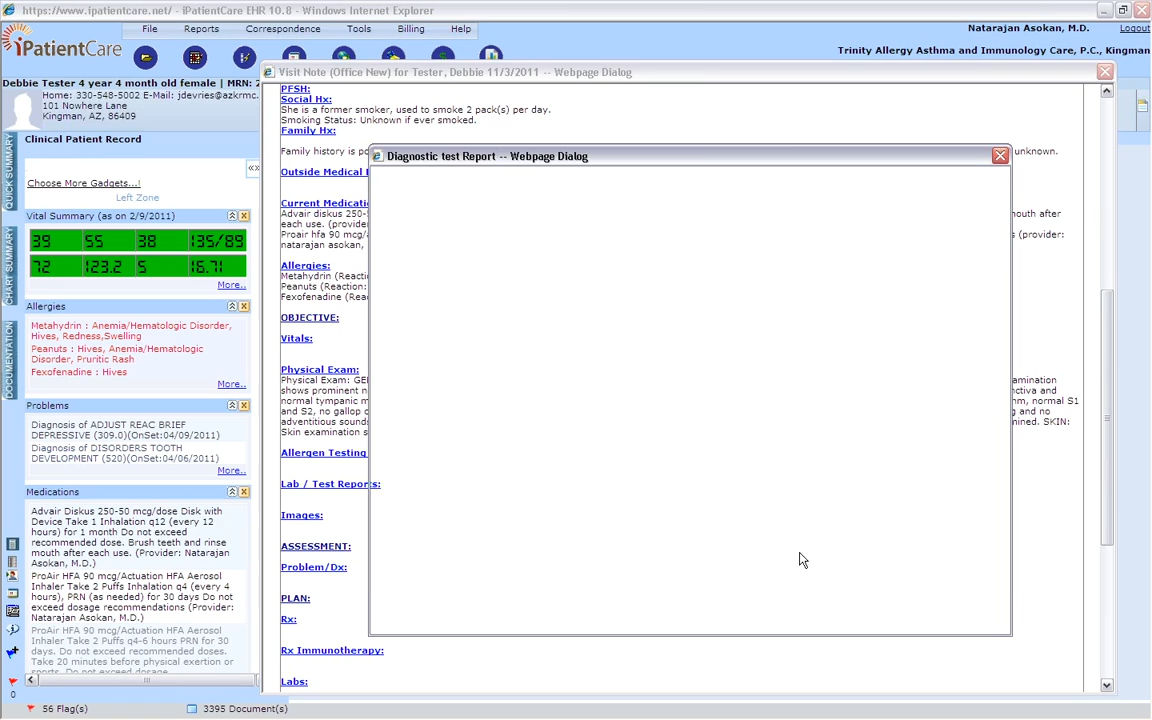 https://www.ipatientcare.net/ - iPatientCare EHR 10.8 - Windows Internet Explorer
File Reports Correspondence Tools Billing Help
Natarajan Asokan, M.D. Logout
iPatientCare
Trinity Allergy Asthma and Immunology Care, P.C., Kingman
Debbie Tester 4 year 4 month old female | MRN: 2
Home: 330-548-5002 E-Mail: jdevries@azkrmc.
101 Nowhere Lane
Kingman, AZ, 86409
Clinical Patient Record
QUICK SUMMARY
CHART SUMMARY
DOCUMENTATION
Choose More Gadgets...!
Left Zone
Vital Summary (as on 2/9/2011)
39 55 38 135/89
72 123.2 5 16.71
More..
Allergies
Metahydrin : Anemia/Hematologic Disorder,
Hives, Redness,Swelling
Peanuts : Hives, Anemia/Hematologic
Disorder, Pruritic Rash
Fexofenadine : Hives
More..
Problems
Diagnosis of ADJUST REAC BRIEF
DEPRESSIVE (309.0)(OnSet:04/09/2011)
Diagnosis of DISORDERS TOOTH
DEVELOPMENT (520)(OnSet:04/06/2011)
More..
Medications
Advair Diskus 250-50 mcg/dose Disk with
Device Take 1 Inhalation q12 (every 12
hours) for 1 month Do not exceed
recommended dose. Brush teeth and rinse
mouth after each use. (Provider: Natarajan
Asokan, M.D.)
ProAir HFA 90 mcg/Actuation HFA Aerosol
Inhaler Take 2 Puffs Inhalation q4 (every 4
hours), PRN (as needed) for 30 days Do not
exceed dosage recommendations (Provider:
Natarajan Asokan, M.D.)
ProAir HFA 90 mcg/Actuation HFA Aerosol
Inhaler Take 2 Puffs q4-6 hours PRN for 30
days. Do not exceed recommended doses.
Take 20 minutes before physical exertion or
sports. Do not exceed dosage
0
56 Flag(s) 3395 Document(s)
Visit Note (Office New) for Tester, Debbie 11/3/2011 -- Webpage Dialog
PFSH:
Social Hx:
She is a former smoker, used to smoke 2 pack(s) per day.
Smoking Status: Unknown if ever smoked.
Family Hx:
Family history is po unknown.
Outside Medical
Current Medicati
Advair diskus 250- outh after
each use. (provider
Proair hfa 90 mcg/ s (provider:
natarajan asokan,
Allergies:
Metahydrin (Reacti
Peanuts (Reaction:
Fexofenadine (Rea
OBJECTIVE:
Vitals:
Physical Exam:
Physical Exam: GE amination
shows prominent n nctiva and
normal tympanic m hm, normal S1
and S2, no gallop g and no
adventitious sound mined. SKIN:
Skin examination s
Allergen Testing
Lab / Test Reports:
Images:
ASSESSMENT:
Problem/Dx:
PLAN:
Rx:
Rx Immunotherapy:
Labs:
Diagnostic test Report -- Webpage Dialog